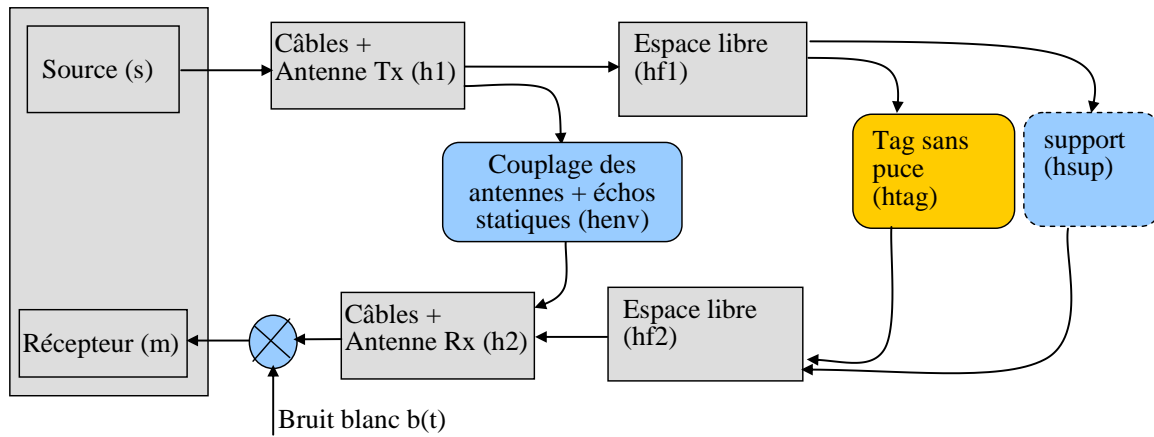 Source (s)
Câbles +
Antenne Tx (h1)
Espace libre
(hf1)
Couplage des
antennes + échos
statiques (henv)
Tag sans
puce
(htag)
support
(hsup)
Récepteur (m)
Câbles +
Antenne Rx (h2)
Espace libre
(hf2)
Bruit blanc b(t)